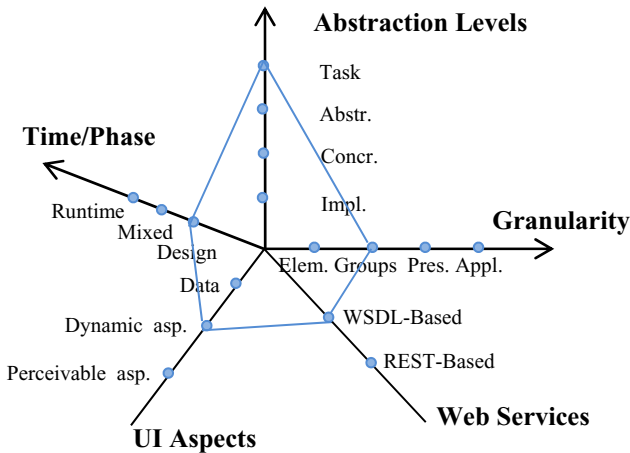 Abstraction Levels
Task
Abstr.
Time/Phase
Concr.
Runtime
Impl.
Mixed
Granularity
Design
Elem. Groups Pres. Appl.
Data
WSDL-Based
Dynamic asp.
REST-Based
Perceivable asp.
Web Services
UI Aspects